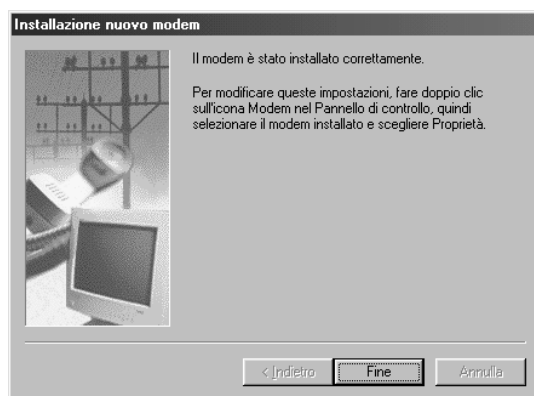 Installazione nuovo modem
Il modem è stato installato correttamente.
Per modificare queste impostazioni, fare doppio clic
sull'icona Modem nel Pannello di controllo, quindi
selezionare il modem installato e scegliere Proprietà.
< Indietro
Fine
Annulla